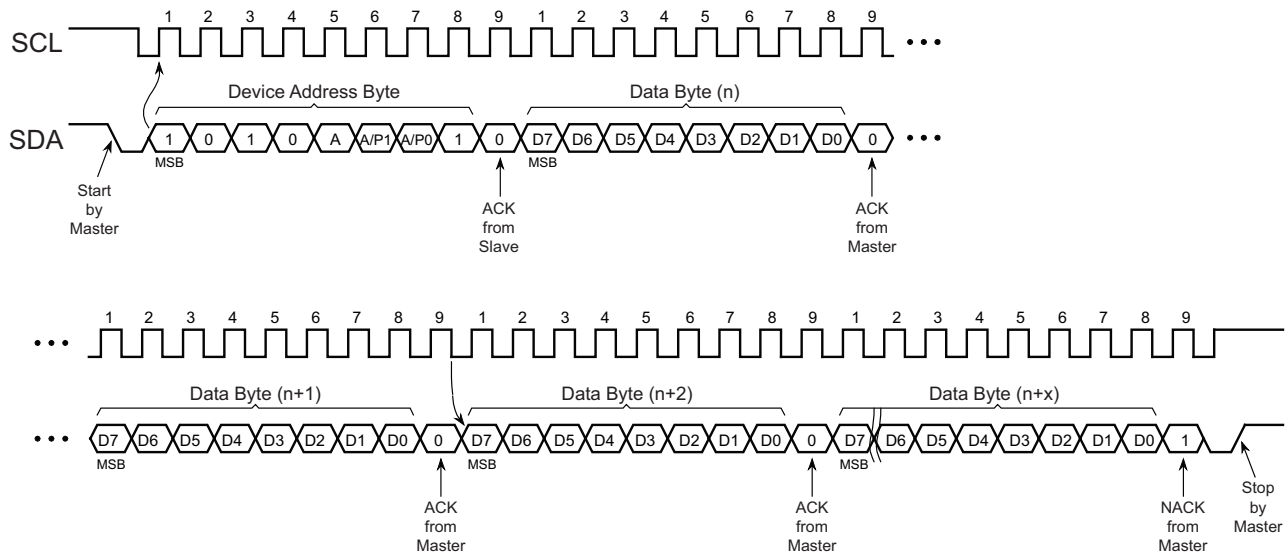 1 2 3 4 5 6 7 8 9 1 2 3 4 5 6 7 8 9
SCL
Device Address Byte Data Byte (n)
SDA 1 0 1 0 A A/P1 A/P0 1 0 D7 D6 D5 D4 D3 D2 D1 D0 0
MSB MSB
Start
by
Master
ACK
from
Slave
ACK
from
Master
1 2 3 4 5 6 7 8 9 1 2 3 4 5 6 7 8 9 1 2 3 4 5 6 7 8 9
Data Byte (n+1) Data Byte (n+2) Data Byte (n+x)
D7 D6 D5 D4 D3 D2 D1 D0 0 D7 D6 D5 D4 D3 D2 D1 D0 0 D7 D6 D5 D4 D3 D2 D1 D0 1
MSB MSB MSB
ACK
from
Master
ACK
from
Master
NACK
from
Master
Stop
by
Master